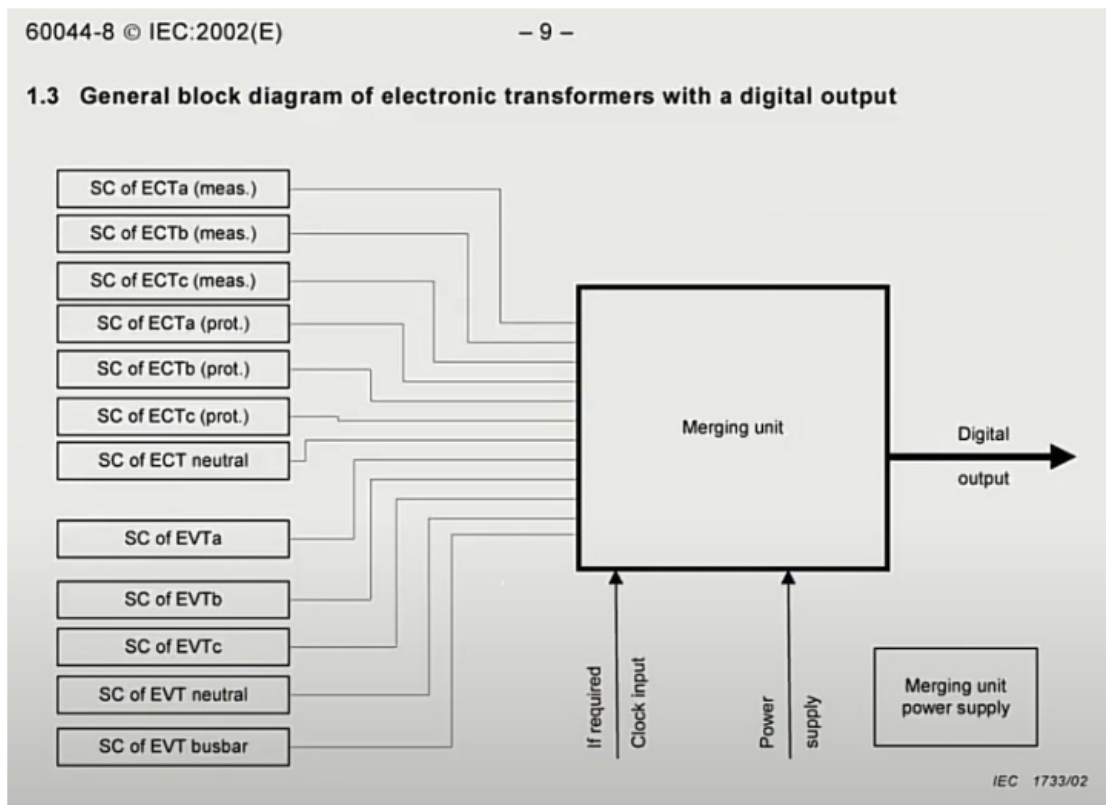 60044-8 © IEC:2002(E)
– 9 –
1.3 General block diagram of electronic transformers with a digital output
SC of ECTa (meas.)
SC of ECTb (meas.)
SC of ECTc (meas.)
SC of ECTa (prot.)
SC of ECTb (prot.)
SC of ECTc (prot.)
SC of ECT neutral
SC of EVTa
SC of EVTb
SC of EVTc
SC of EVT neutral
SC of EVT busbar
Merging unit
Digital
output
If required
Clock input
Power
supply
Merging unit
power supply
IEC 1733/02